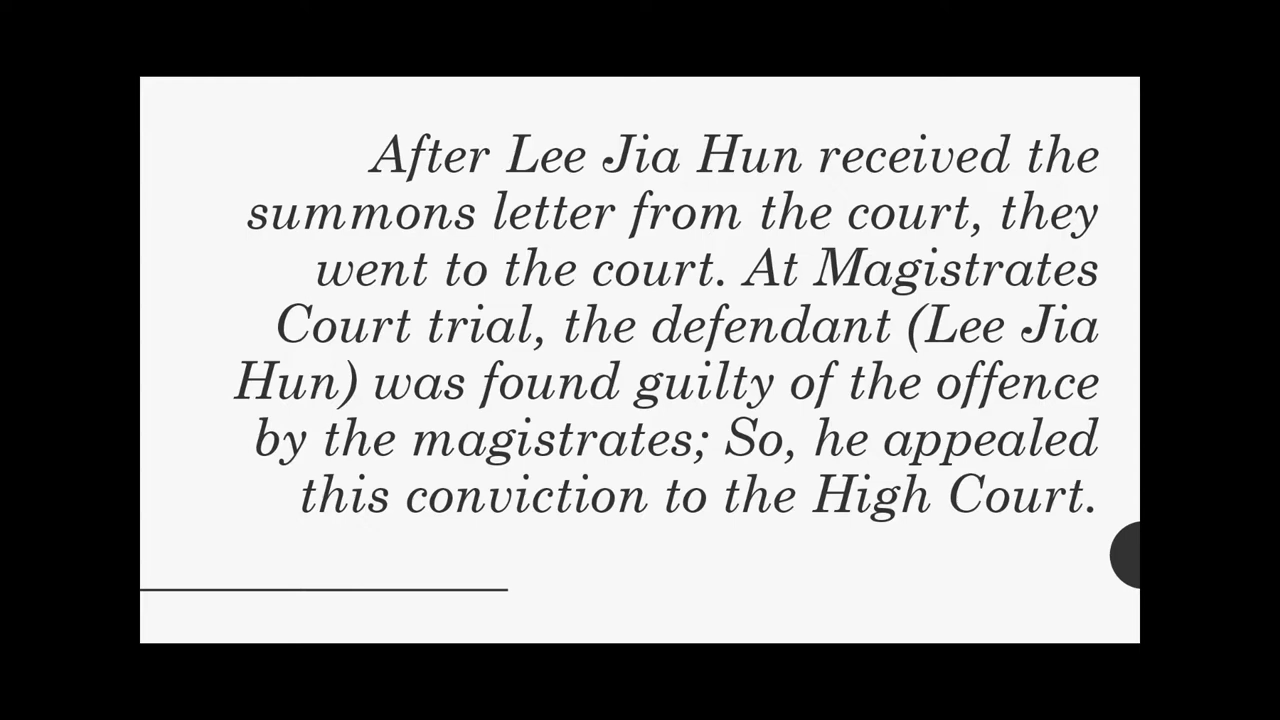 After Lee Jia Hun received the
summons letter from the court, they
went to the court. At Magistrates
Court trial, the defendant (Lee Jia
Hun) was found guilty of the offence
by the magistrates; So, he appealed
this conviction to the High Court.